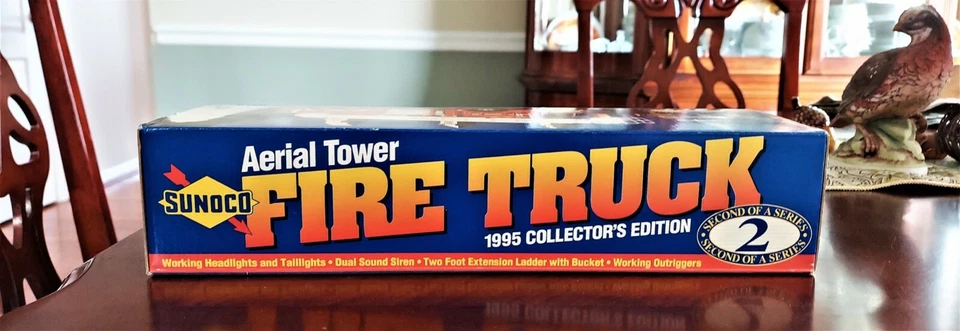 Aerial Tower
SUNOCO
FIRE TRUCK
1995 COLLECTOR'S EDITION
SECOND OF A SERIES
2
SECOND OF A SERIES
Working Headlights and Taillights • Dual Sound Siren • Two Foot Extension Ladder with Bucket • Working Outriggers